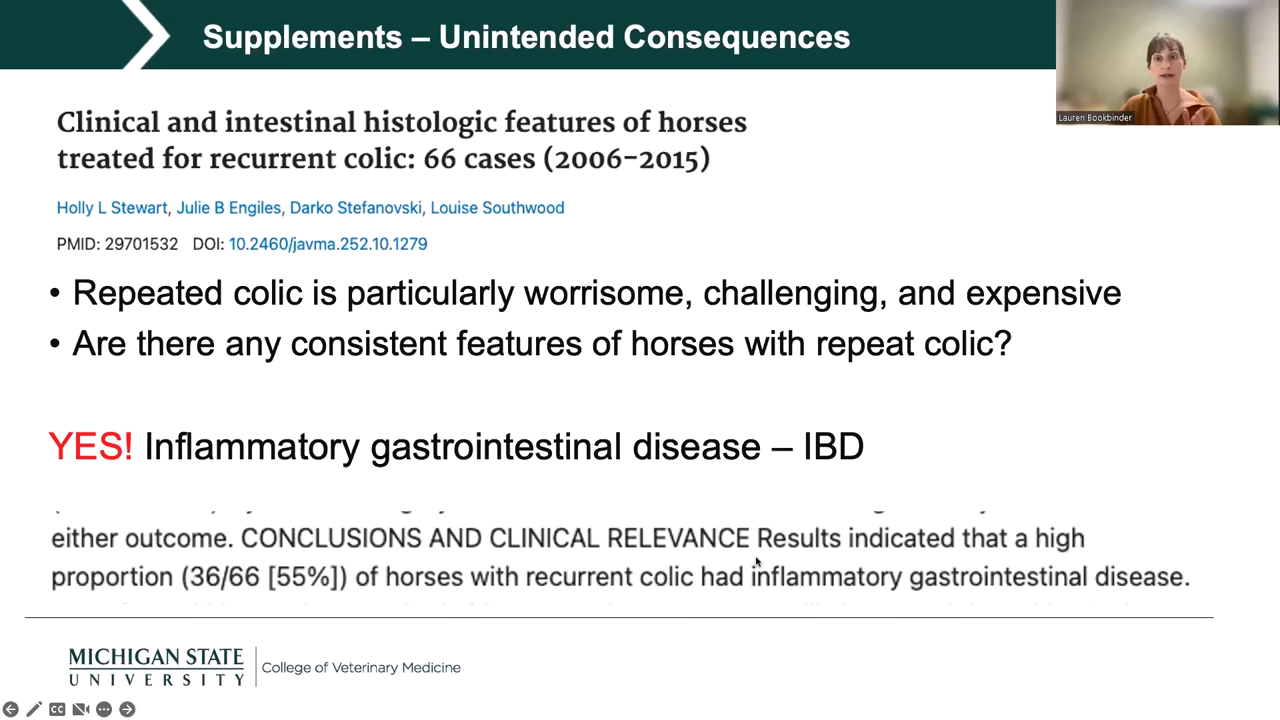 Supplements – Unintended Consequences
Lauren Bookbinder
Clinical and intestinal histologic features of horses
treated for recurrent colic: 66 cases (2006-2015)
Holly L Stewart, Julie B Engiles, Darko Stefanovski, Louise Southwood
PMID: 29701532 DOI: 10.2460/javma.252.10.1279
• Repeated colic is particularly worrisome, challenging, and expensive
• Are there any consistent features of horses with repeat colic?
YES! Inflammatory gastrointestinal disease – IBD
either outcome. CONCLUSIONS AND CLINICAL RELEVANCE Results indicated that a high
proportion (36/66 [55%]) of horses with recurrent colic had inflammatory gastrointestinal disease.
MICHIGAN STATE
UNIVERSITY
College of Veterinary Medicine
CC